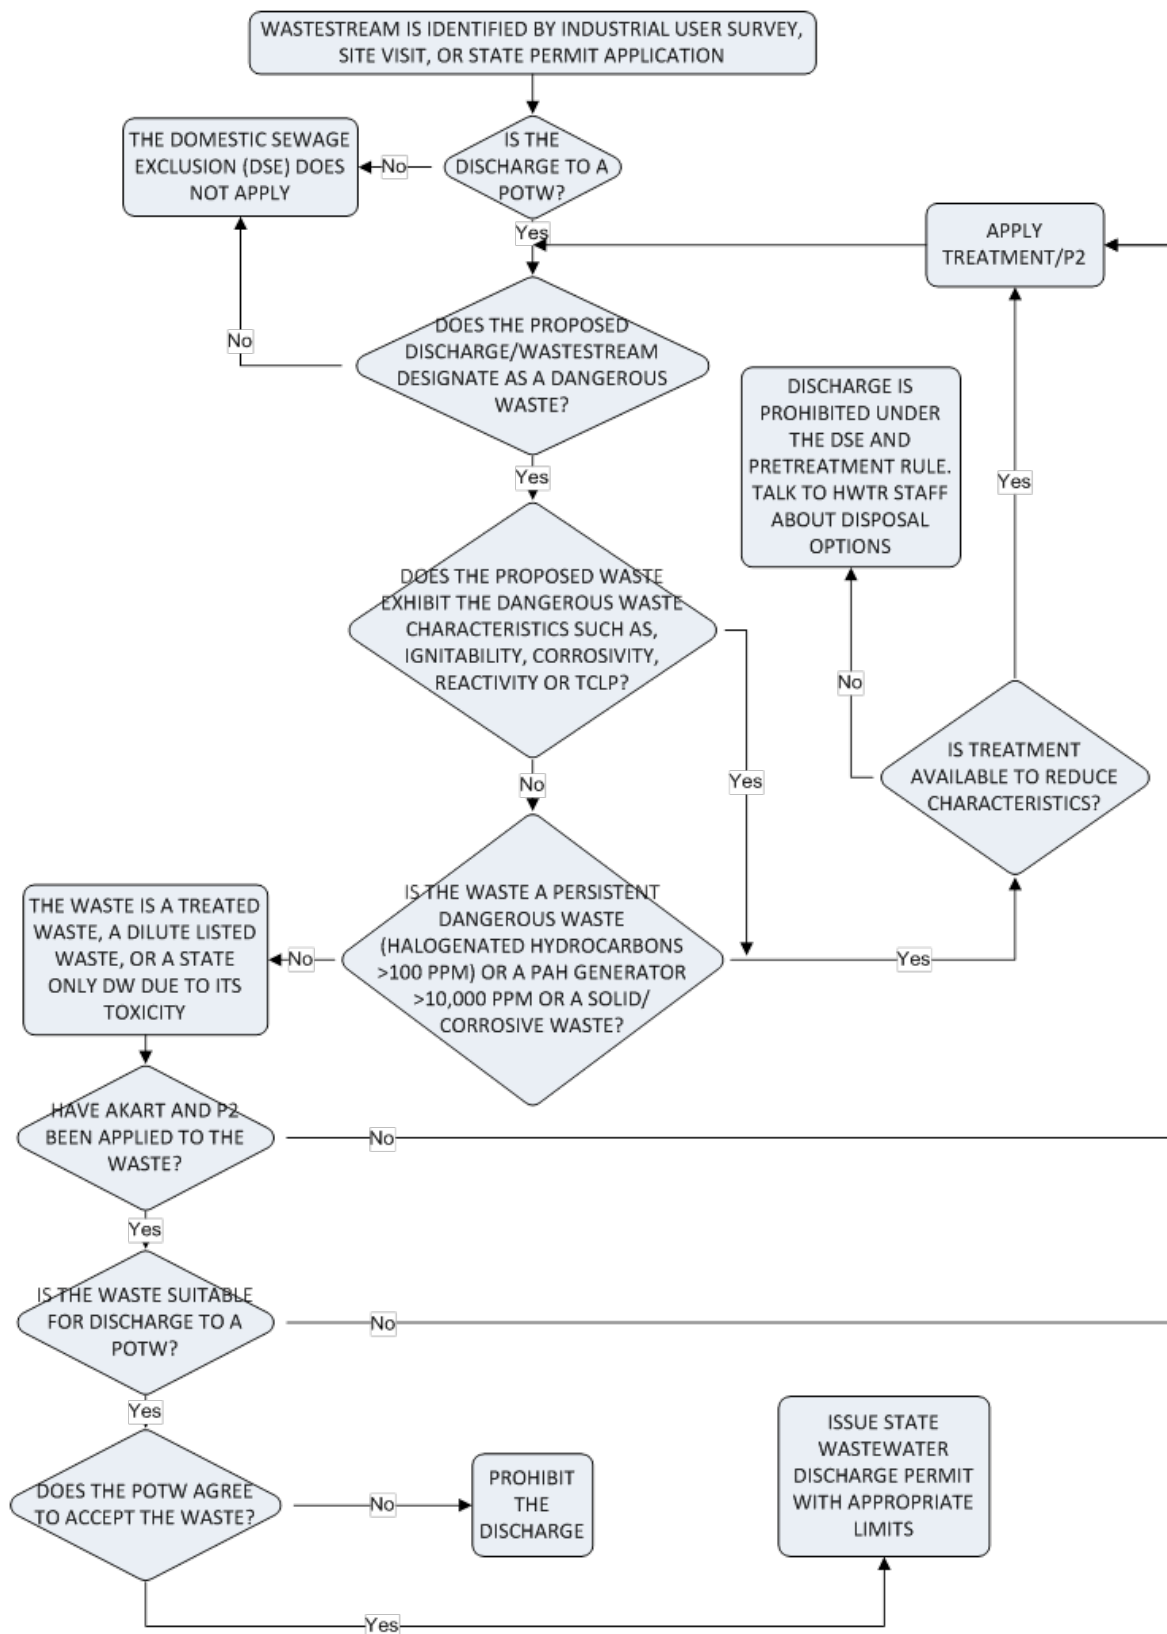 WASTESTREAM IS IDENTIFIED BY INDUSTRIAL USER SURVEY,
SITE VISIT, OR STATE PERMIT APPLICATION
IS THE
DISCHARGE TO A
POTW?
No
THE DOMESTIC SEWAGE
EXCLUSION (DSE) DOES
NOT APPLY
Yes
APPLY
TREATMENT/P2
DOES THE PROPOSED
DISCHARGE/WASTESTREAM
DESIGNATE AS A DANGEROUS
WASTE?
No
Yes
DISCHARGE IS
PROHIBITED UNDER
THE DSE AND
PRETREATMENT RULE.
TALK TO HWTR STAFF
ABOUT DISPOSAL
OPTIONS
Yes
DOES THE PROPOSED WASTE
EXHIBIT THE DANGEROUS WASTE
CHARACTERISTICS SUCH AS,
IGNITABILITY, CORROSIVITY,
REACTIVITY OR TCLP?
No
Yes
No
IS TREATMENT
AVAILABLE TO REDUCE
CHARACTERISTICS?
IS THE WASTE A PERSISTENT
DANGEROUS WASTE
(HALOGENATED HYDROCARBONS
>100 PPM) OR A PAH GENERATOR
>10,000 PPM OR A SOLID/
CORROSIVE WASTE?
Yes
No
THE WASTE IS A TREATED
WASTE, A DILUTE LISTED
WASTE, OR A STATE
ONLY DW DUE TO ITS
TOXICITY
HAVE AKART AND P2
BEEN APPLIED TO THE
WASTE?
No
Yes
IS THE WASTE SUITABLE
FOR DISCHARGE TO A
POTW?
No
Yes
DOES THE POTW AGREE
TO ACCEPT THE WASTE?
No
PROHIBIT
THE
DISCHARGE
ISSUE STATE
WASTEWATER
DISCHARGE PERMIT
WITH APPROPRIATE
LIMITS
Yes